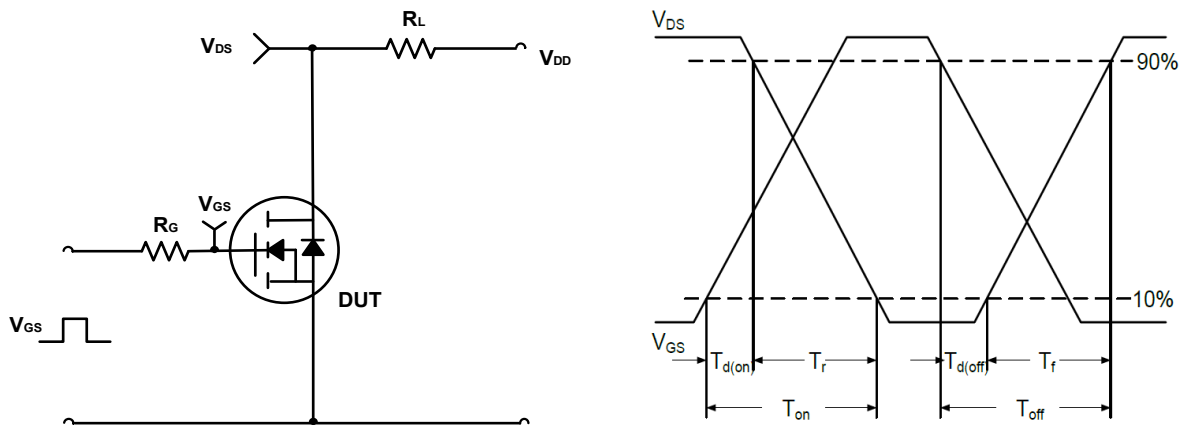 RL
VDS
VDD
VGS
RG
DUT
VGS
VDS
90%
10%
VGS
Td(on)
Tr
Td(off)
Tf
Ton
Toff